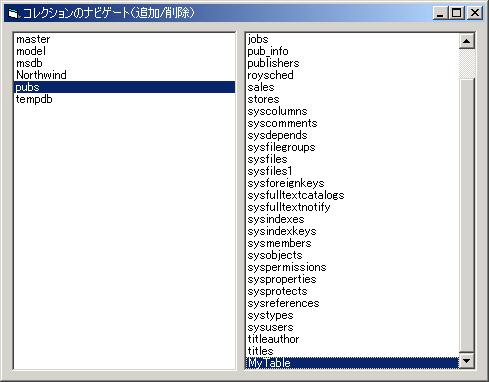 コレクションのナビゲート(追加/削除)
master
model
msdb
Northwind
pubs
tempdb
jobs
pub_info
publishers
roysched
sales
stores
syscolumns
syscomments
sysdepends
sysfilegroups
sysfiles
sysfiles1
sysforeignkeys
sysfulltextcatalogs
sysfulltextnotify
sysindexes
sysindexkeys
sysmembers
sysobjects
syspermissions
sysproperties
sysprotects
sysreferences
systypes
sysusers
titleauthor
titles
MyTable